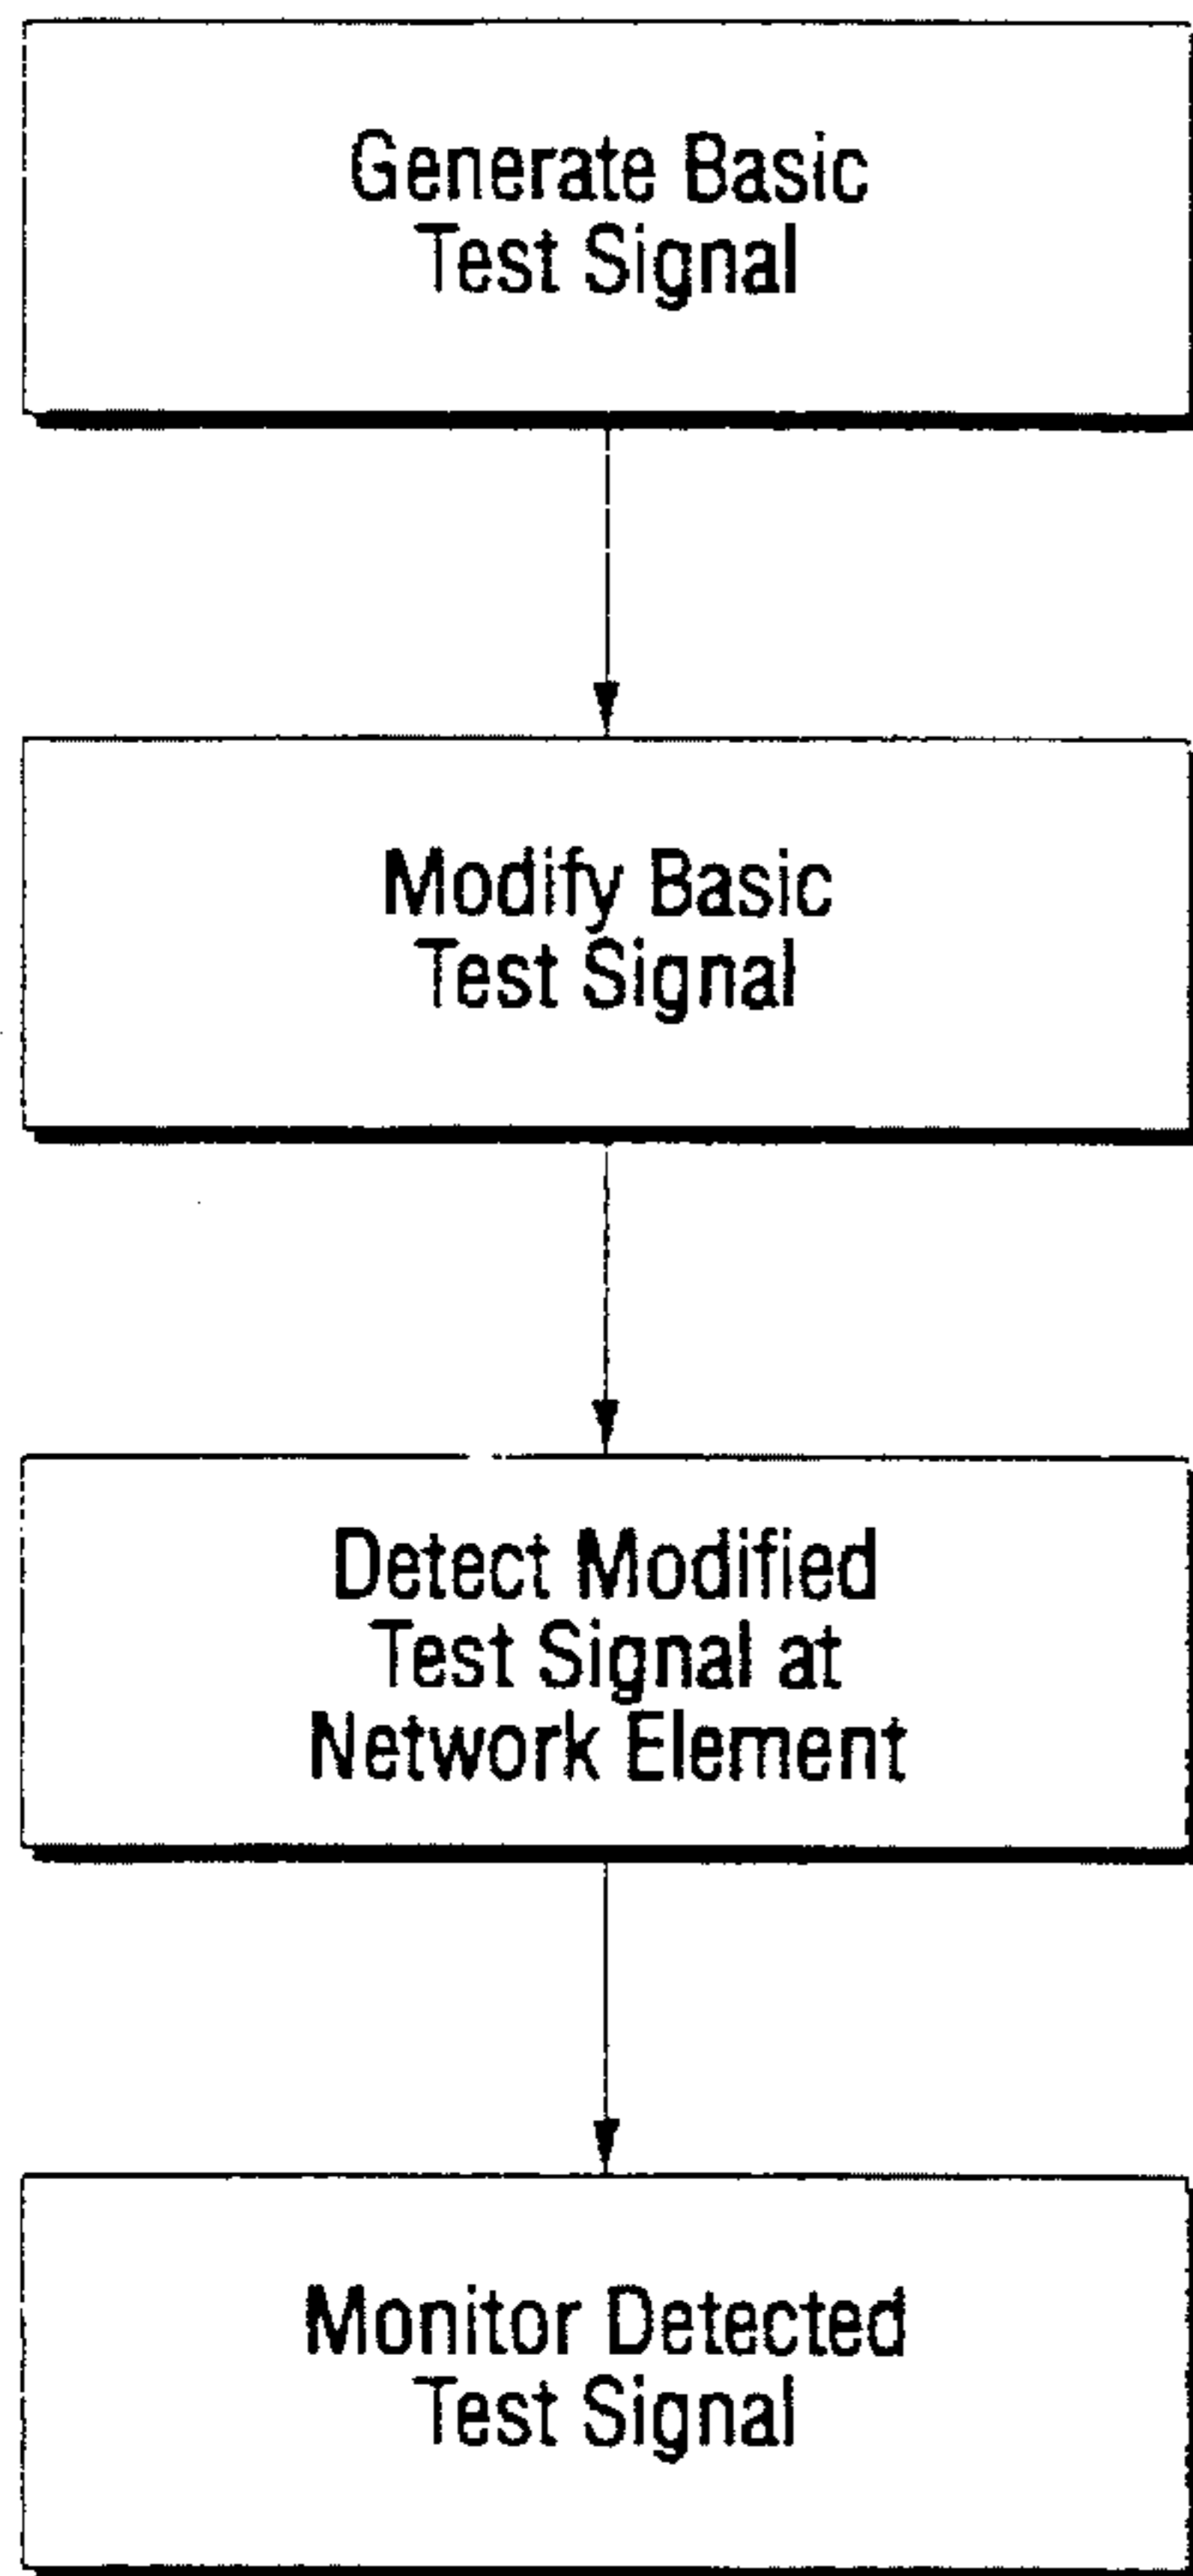 Generate Basic
Test Signal
Modify Basic
Test Signal
Detect Modified
Test Signal at
Network Element
Monitor Detected
Test Signal